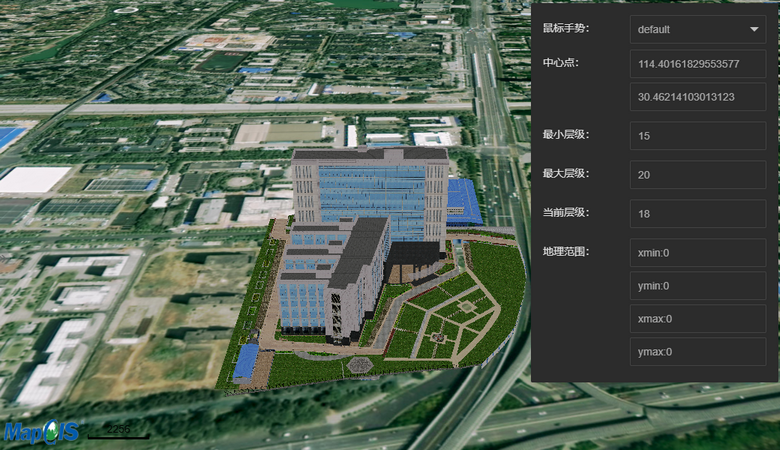 鼠标手势: default
中心点: 114.40161829553577
30.46214103013123
最小层级: 15
最大层级: 20
当前层级: 18
地理范围: xmin:0
ymin:0
xmax:0
ymax:0
MapGIS
2256